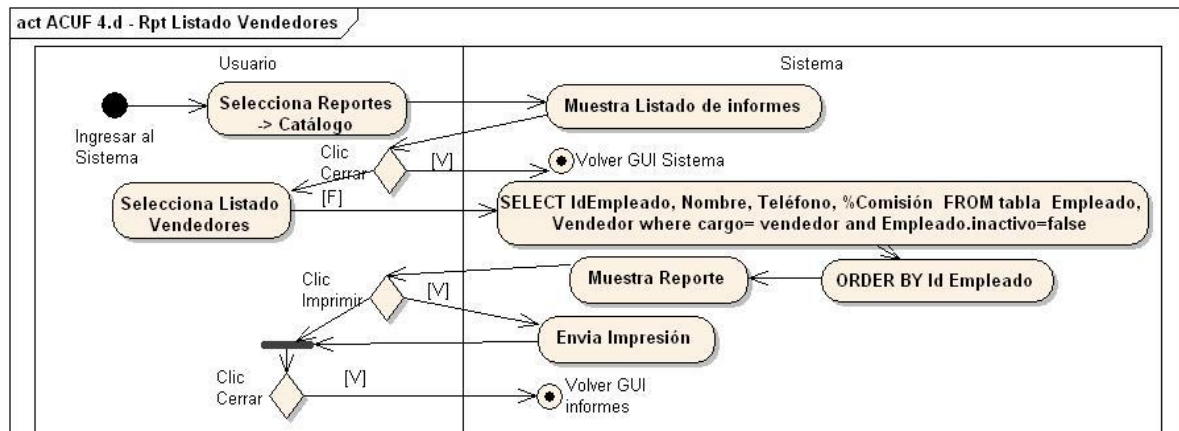 act ACUF 4.d - Rpt Listado Vendedores
Usuario
Sistema
Ingresar al
Sistema
Selecciona Reportes
-> Catálogo
Muestra Listado de informes
Clic
Cerrar
[V]
Volver GUI Sistema
[F]
Selecciona Listado
Vendedores
SELECT IdEmpleado, Nombre, Teléfono, %Comisión FROM tabla Empleado,
Vendedor where cargo= vendedor and Empleado.inactivo=false
ORDER BY Id Empleado
Muestra Reporte
Clic
Imprimir
[V]
Envia Impresión
Clic
Cerrar
[V]
Volver GUI
informes